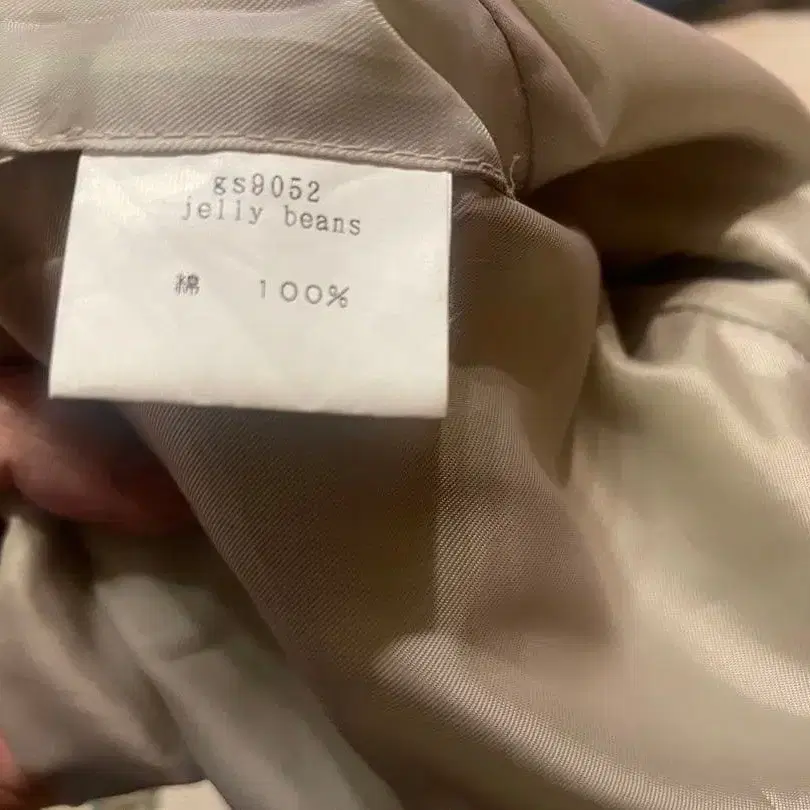 gs9052
jelly beans
綿 100%